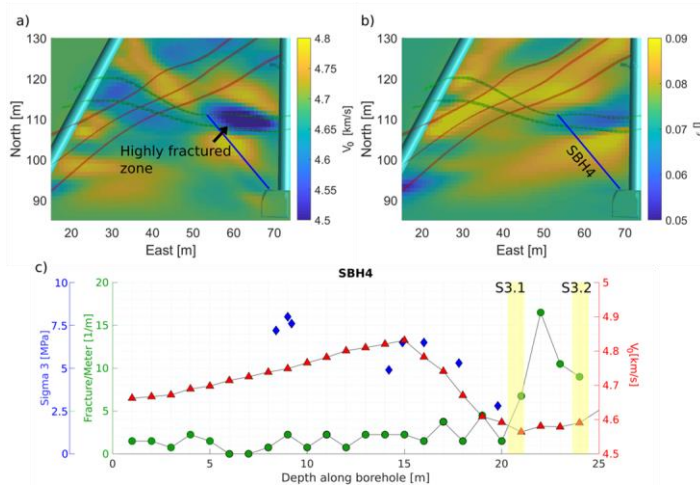 a)
b)
130
120
110
100
90
North [m]
Highly fractured
zone
20 30 40 50 60 70
East [m]
4.8
4.75
4.7
4.65
4.6
4.55
4.5
V0 [km/s]
130
120
110
100
90
North [m]
SBH4
20 30 40 50 60 70
East [m]
0.09
0.08
0.07
0.06
0.05
c)
SBH4
S3.1
S3.2
10
7.5
5
2.5
0
Sigma 3 [MPa]
20
15
10
5
0
Fracture/Meter [1/m]
5
4.9
4.8
4.7
4.6
4.5
V0[km/s]
0 5 10 15 20 25
Depth along borehole [m]